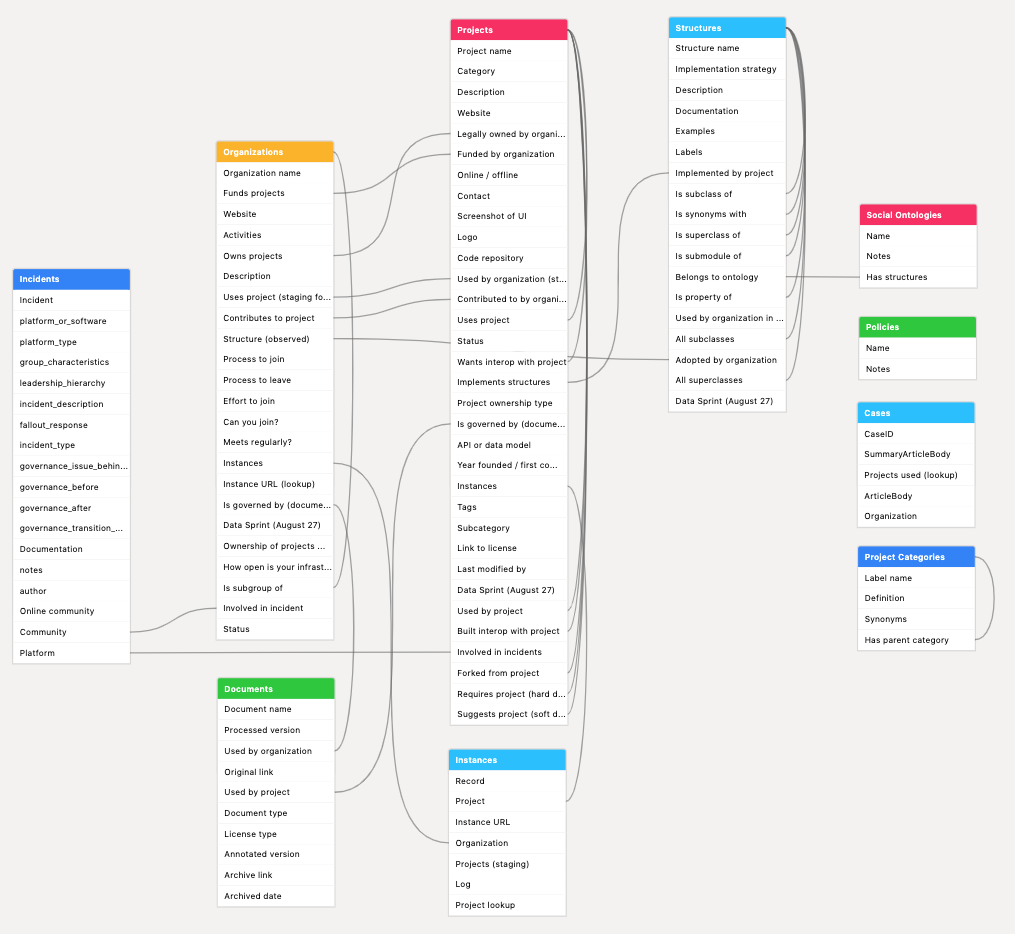 Incidents
Incident
platform_or_software
platform_type
group_characteristics
leadership_hierarchy
incident_description
fallout_response
incident_type
governance_issue_behin...
governance_before
governance_after
governance_transition_...
Documentation
notes
author
Online community
Community
Platform
Organizations
Organization name
Funds projects
Website
Activities
Owns projects
Description
Uses project (staging fo...
Contributes to project
Structure (observed)
Process to join
Process to leave
Effort to join
Can you join?
Meets regularly?
Instances
Instance URL (lookup)
Is governed by (docume...
Data Sprint (August 27)
Ownership of projects ...
How open is your infrast...
Is subgroup of
Involved in incident
Status
Documents
Document name
Processed version
Used by organization
Original link
Used by project
Document type
License type
Annotated version
Archive link
Archived date
Projects
Project name
Category
Description
Website
Legally owned by organi...
Funded by organization
Online / offline
Contact
Screenshot of UI
Logo
Code repository
Used by organization (st...
Contributed to by organi...
Uses project
Status
Wants interop with project
Implements structures
Project ownership type
Is governed by (docume...
API or data model
Year founded / first co...
Instances
Tags
Subcategory
Link to license
Last modified by
Data Sprint (August 27)
Used by project
Built interop with project
Involved in incidents
Forked from project
Requires project (hard d...
Suggests project (soft d...
Instances
Record
Project
Instance URL
Organization
Projects (staging)
Log
Project lookup
Structures
Structure name
Implementation strategy
Description
Documentation
Examples
Labels
Implemented by project
Is subclass of
Is synonyms with
Is superclass of
Is submodule of
Belongs to ontology
Is property of
Used by organization in ...
All subclasses
Adopted by organization
All superclasses
Data Sprint (August 27)
Social Ontologies
Name
Notes
Has structures
Policies
Name
Notes
Cases
CaseID
SummaryArticleBody
Projects used (lookup)
ArticleBody
Organization
Project Categories
Label name
Definition
Synonyms
Has parent category